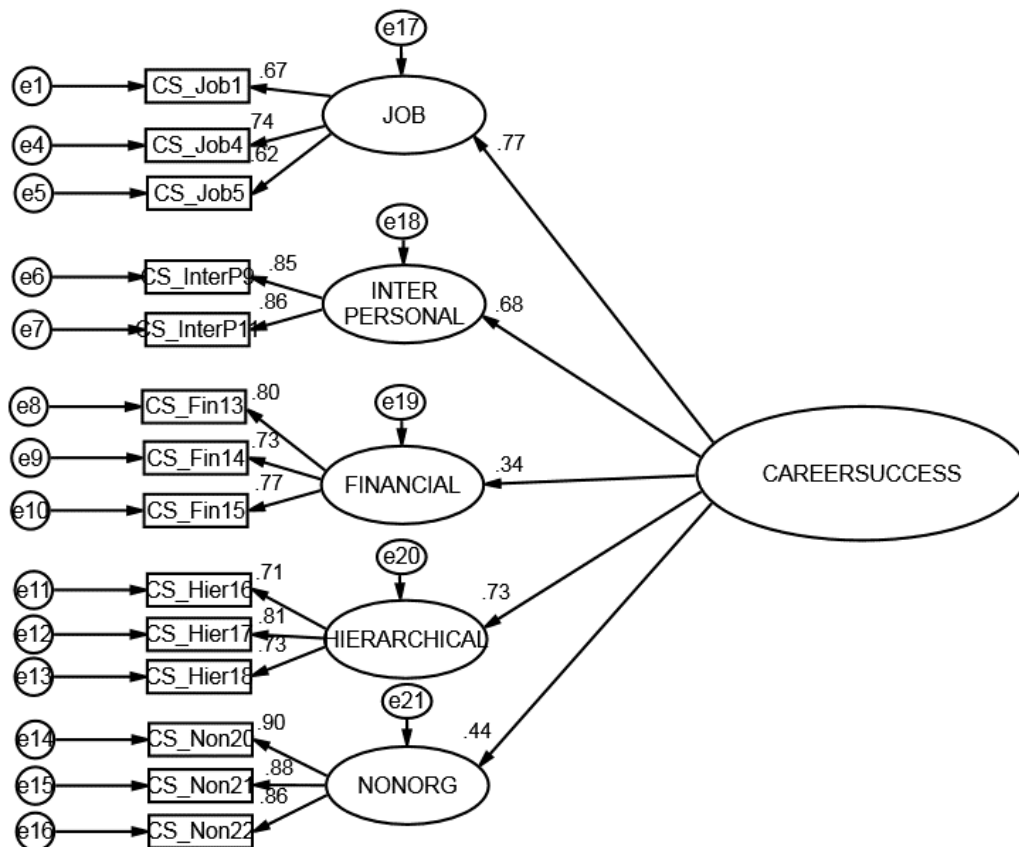 e17
e1
CS_Job1
.67
JOB
e4
CS_Job4
.74
.77
e5
CS_Job5
.62
e18
e6
CS_InterP9
.85
INTER
PERSONAL
.68
e7
CS_InterP11
.86
e19
e8
CS_Fin13
.80
e9
CS_Fin14
.73
FINANCIAL
.34
CAREERSUCCESS
e10
CS_Fin15
.77
e20
e11
CS_Hier16
.71
.73
e12
CS_Hier17
.81
HIERARCHICAL
e13
CS_Hier18
.73
e21
e14
CS_Non20
.90
.44
e15
CS_Non21
.88
NONORG
e16
CS_Non22
.86